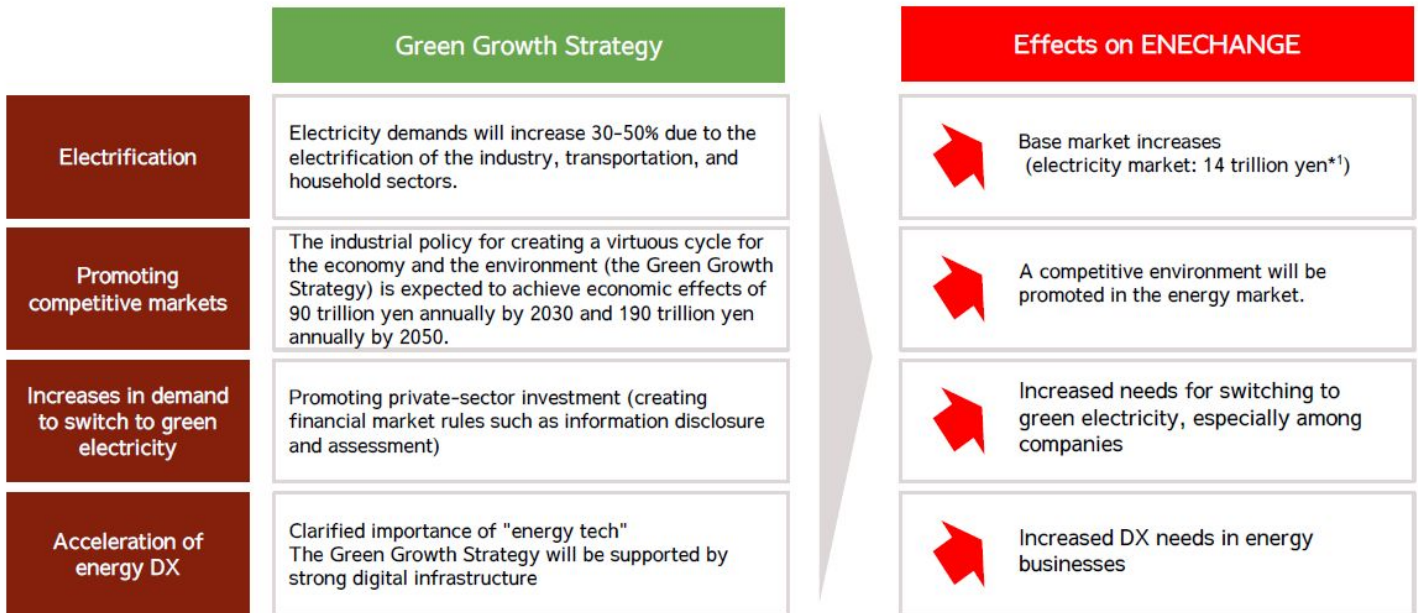 Green Growth Strategy
Effects on ENECHANGE
Electrification
Electricity demands will increase 30-50% due to the
electrification of the industry, transportation, and
household sectors.
Base market increases
(electricity market: 14 trillion yen*1)
Promoting
competitive markets
The industrial policy for creating a virtuous cycle for
the economy and the environment (the Green Growth
Strategy) is expected to achieve economic effects of
90 trillion yen annually by 2030 and 190 trillion yen
annually by 2050.
A competitive environment will be
promoted in the energy market.
Increases in demand
to switch to green
electricity
Promoting private-sector investment (creating
financial market rules such as information disclosure
and assessment)
Increased needs for switching to
green electricity, especially among
companies
Acceleration of
energy DX
Clarified importance of "energy tech"
The Green Growth Strategy will be supported by
strong digital infrastructure
Increased DX needs in energy
businesses